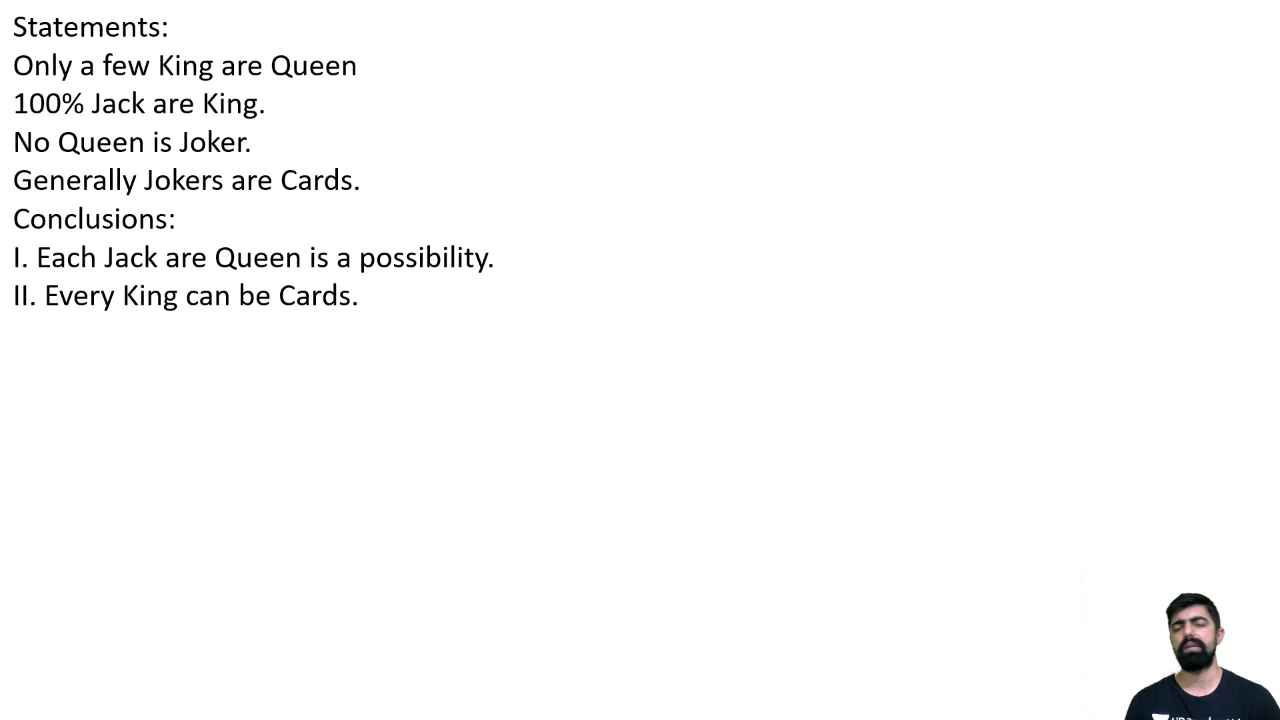 Statements:
Only a few King are Queen
100% Jack are King.
No Queen is Joker.
Generally Jokers are Cards.
Conclusions:
I. Each Jack are Queen is a possibility.
II. Every King can be Cards.